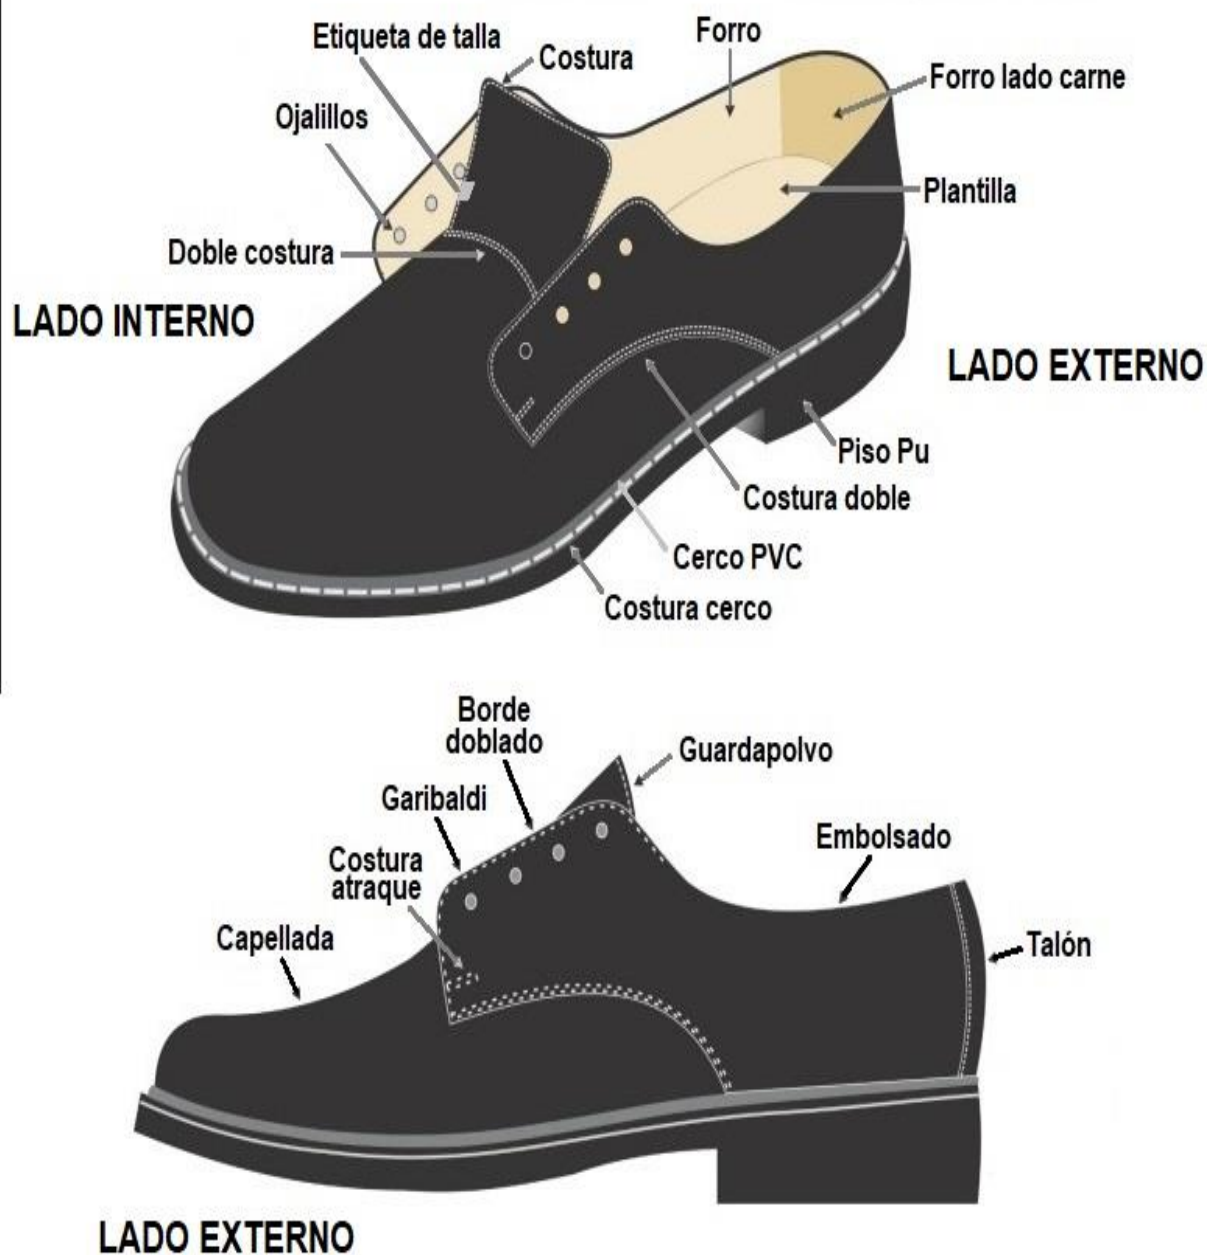 Forro
Etiqueta de talla
Costura
Forro lado carne
Ojalillos
Plantilla
Doble costura
LADO INTERNO
LADO EXTERNO
Piso Pu
Costura doble
Cerco PVC
Costura cerco
Borde
doblado
Guardapolvo
Garibaldi
Embolsado
Costura
atraque
Capellada
Talón
LADO EXTERNO